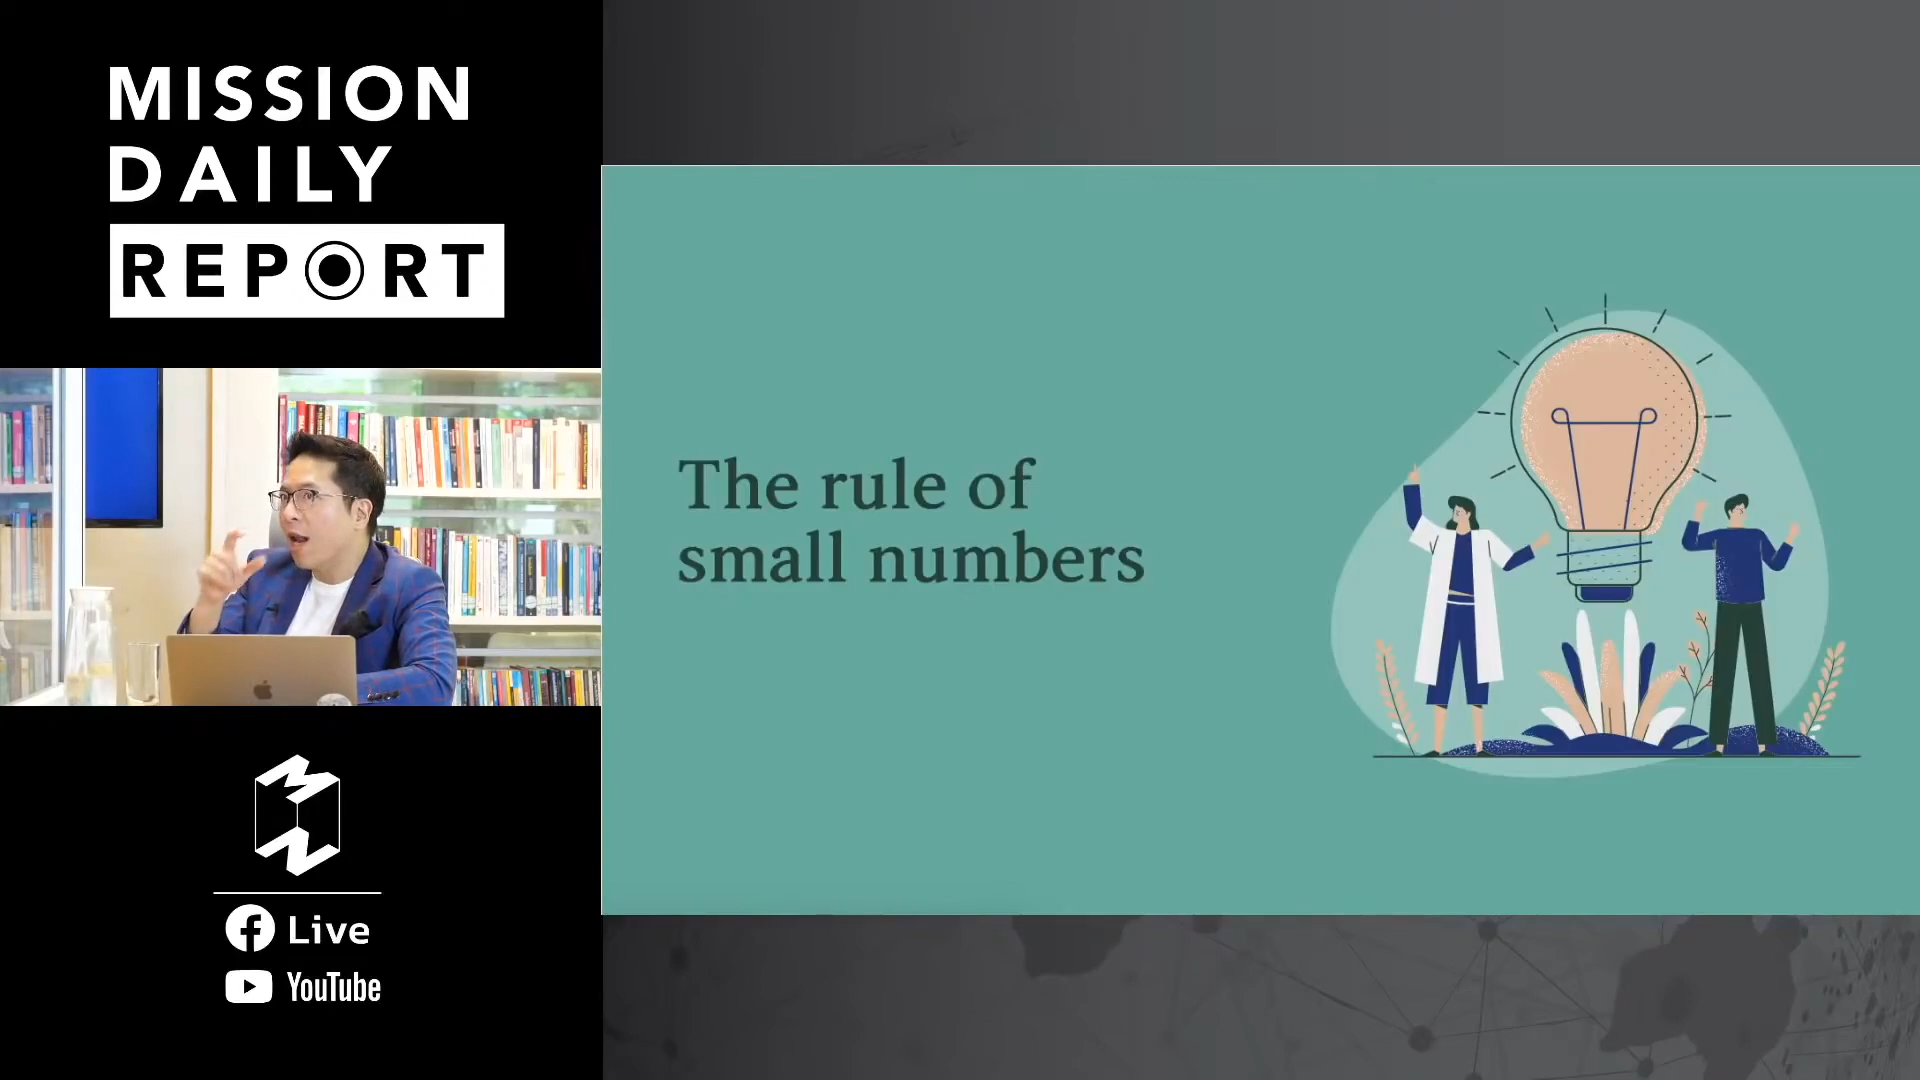 MISSION
DAILY
REPORT
The rule of
small numbers
Live
YouTube